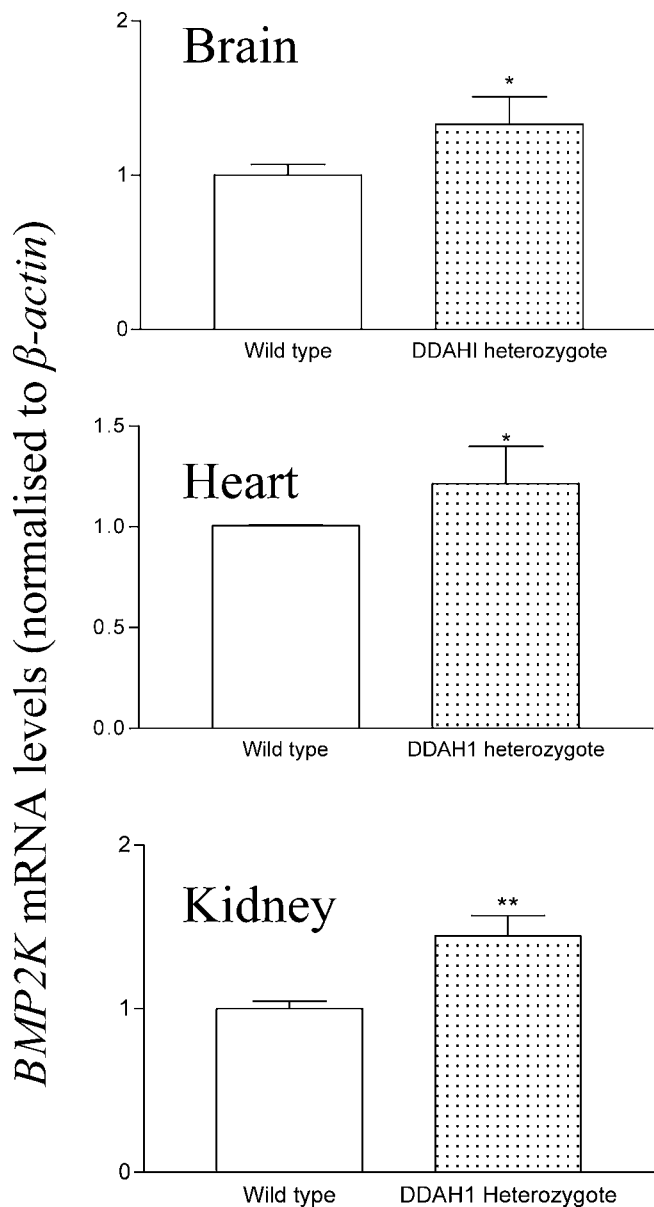 BMP2K mRNA levels (normalised to β-actin)
Brain
2
1
0
*
Wild type
DDAHI heterozygote
Heart
1.5
1.0
0.5
0.0
*
Wild type
DDAH1 heterozygote
Kidney
2
1
0
**
Wild type
DDAH1 Heterozygote